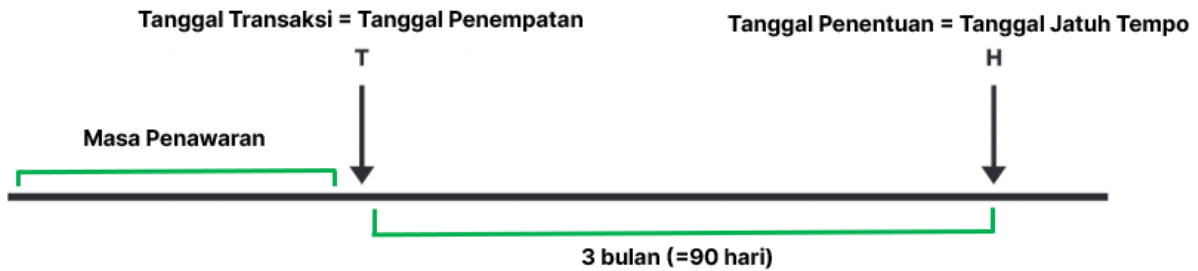 Tanggal Transaksi = Tanggal Penempatan
Tanggal Penentuan = Tanggal Jatuh Tempo
T
H
Masa Penawaran
3 bulan (=90 hari)